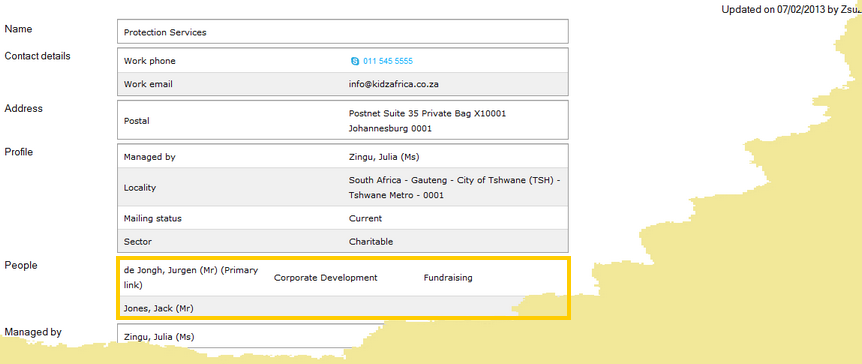 Updated on 07/02/2013 by Zsuz
Name
Protection Services
Contact details
Work phone 011 545 5555
Work email info@kidzafrica.co.za
Address
Postal
Postnet Suite 35 Private Bag X10001
Johannesburg 0001
Profile
Managed by Zingu, Julia (Ms)
Locality
South Africa - Gauteng - City of Tshwane (TSH) -
Tshwane Metro - 0001
Mailing status Current
Sector Charitable
People
de Jongh, Jurgen (Mr) (Primary
link)
Corporate Development Fundraising
Jones, Jack (Mr)
Managed by
Zingu, Julia (Ms)